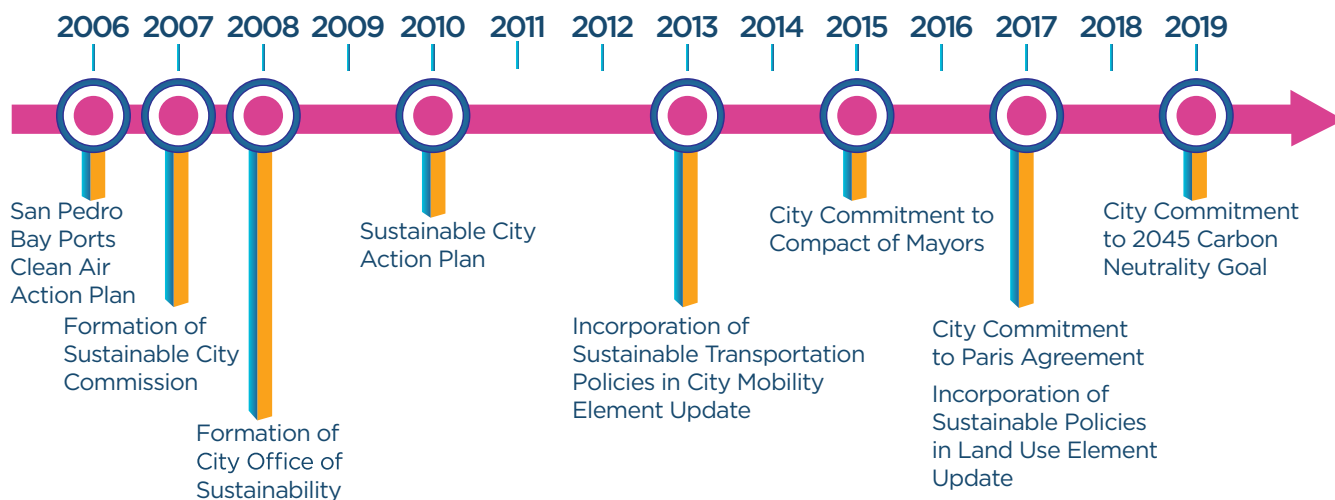 2006 2007 2008 2009 2010 2011 2012 2013 2014 2015 2016 2017 2018 2019
San Pedro
Bay Ports
Clean Air
Action Plan
Formation of
Sustainable City
Commission
Formation of
City Office of
Sustainability
Sustainable City
Action Plan
Incorporation of
Sustainable Transportation
Policies in City Mobility
Element Update
City Commitment to
Compact of Mayors
City Commitment
to Paris Agreement
Incorporation of
Sustainable Policies
in Land Use Element
Update
City Commitment
to 2045 Carbon
Neutrality Goal